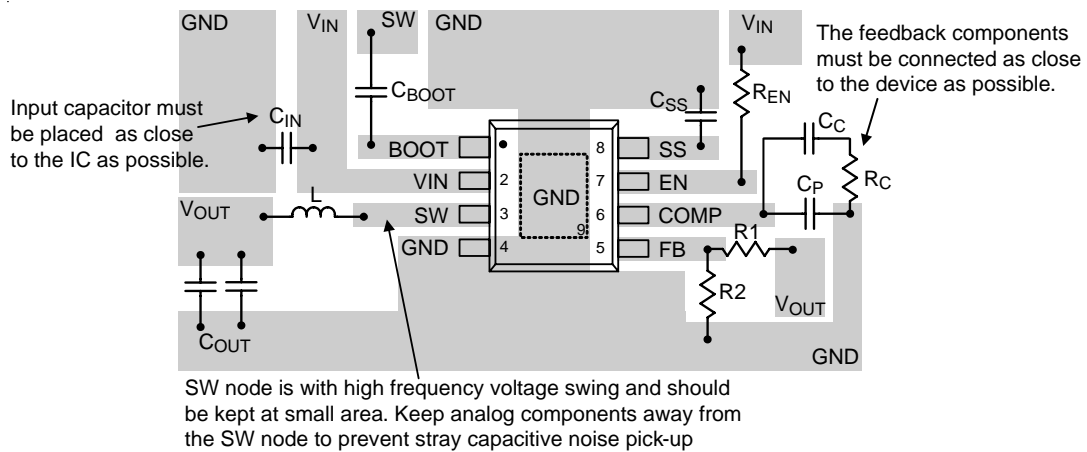 GND
VIN
SW
GND
VIN
The feedback components
must be connected as close
to the device as possible.
CBOOT
CSS
REN
Input capacitor must
be placed as close
to the IC as possible.
CIN
CC
RC
CP
BOOT
8
SS
VIN
2
GND
7
EN
VOUT
L
SW
3
6
COMP
GND
4
9
5
FB
R1
R2
VOUT
COUT
GND
SW node is with high frequency voltage swing and should
be kept at small area. Keep analog components away from
the SW node to prevent stray capacitive noise pick-up